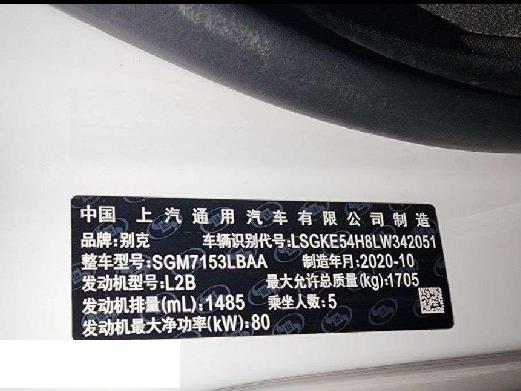 中国 上汽通用汽车有限公司制造
品牌:别克 车辆识别代号:LSGKE54H8LW342051
整车型号:SGM7153LBAA 制造年月:2020-10
发动机型号:L2B 最大允许总质量(kg):1705
发动机排量(mL):1485 乘坐人数:5
发动机最大净功率(kW):80